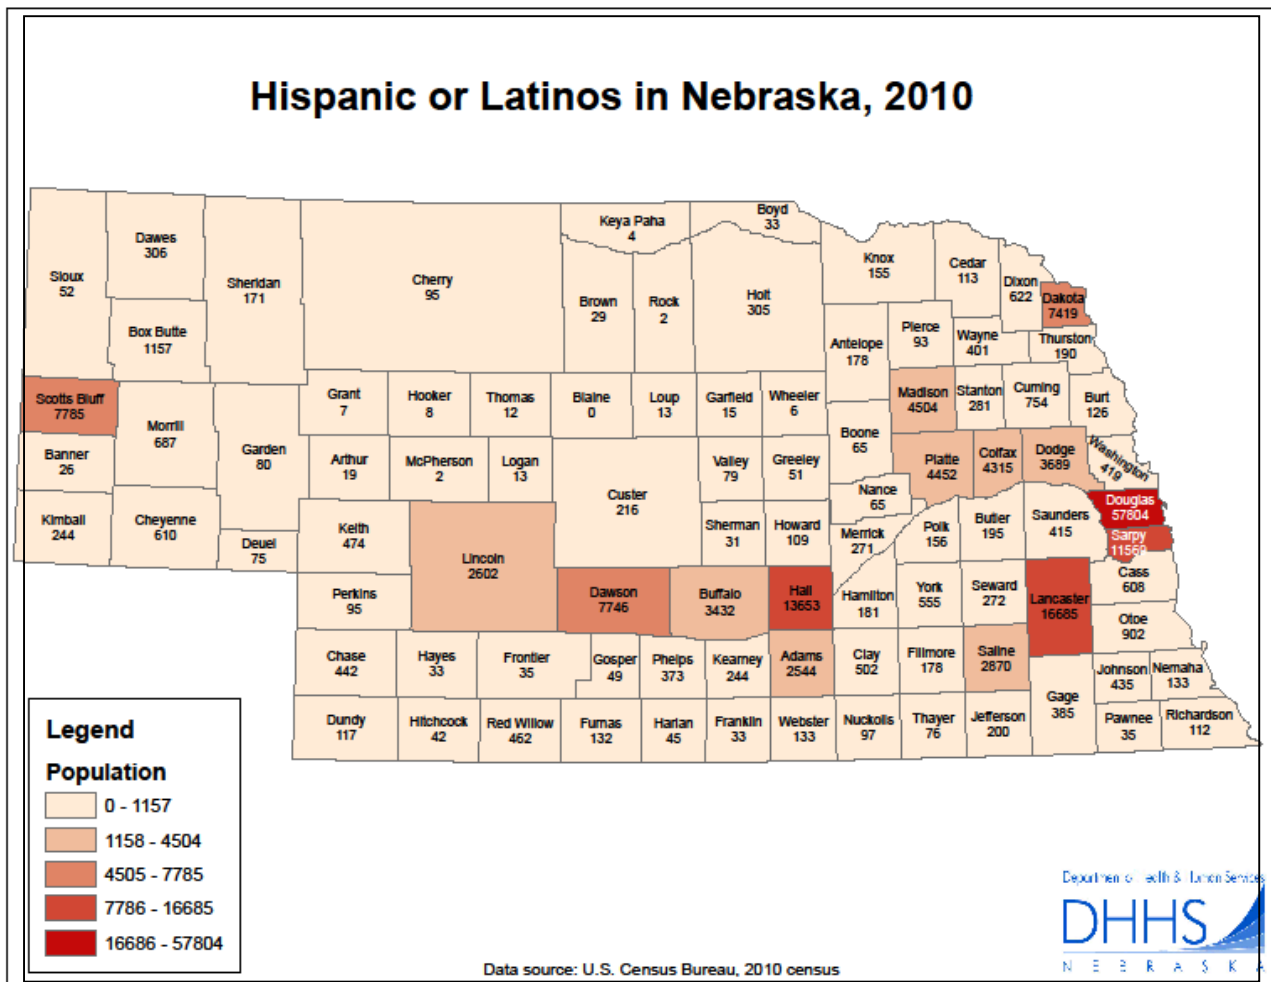 Hispanic or Latinos in Nebraska, 2010
Sioux
52
Dawes
306
Box Butte
1157
Sheridan
171
Cherry
95
Keya Paha
4
Boyd
33
Brown
29
Rock
2
Holt
305
Knox
155
Cedar
113
Dixon
622
Dakota
7419
Antelope
178
Pierce
93
Wayne
401
Thurston
190
Scotts Bluff
7785
Morrill
687
Garden
80
Grant
7
Hooker
8
Thomas
12
Blaine
0
Loup
13
Garfield
15
Wheeler
6
Madison
4504
Stanton
281
Cuming
754
Burt
126
Banner
26
Arthur
19
McPherson
2
Logan
13
Custer
216
Valley
79
Greeley
51
Boone
65
Platte
4452
Colfax
4315
Dodge
3689
Washington
419
Kimball
244
Cheyenne
610
Deuel
75
Keith
474
Lincoln
2602
Sherman
31
Howard
109
Nance
65
Merrick
271
Polk
156
Butler
195
Saunders
415
Douglas
57804
Sarpy
11569
Perkins
95
Dawson
7746
Buffalo
3432
Hall
13653
Hamilton
181
York
555
Seward
272
Lancaster
16685
Cass
608
Otoe
902
Chase
442
Hayes
33
Frontier
35
Gosper
49
Phelps
373
Kearney
244
Adams
2544
Clay
502
Fillmore
178
Saline
2870
Gage
385
Johnson
435
Nemaha
133
Dundy
117
Hitchcock
42
Red Willow
462
Furnas
132
Harlan
45
Franklin
33
Webster
133
Nuckolls
97
Thayer
76
Jefferson
200
Pawnee
35
Richardson
112
Legend
Population
0 - 1157
1158 - 4504
4505 - 7785
7786 - 16685
16686 - 57804
Department of Health & Human Services
DHHS
NEBRASKA
Data source: U.S. Census Bureau, 2010 census